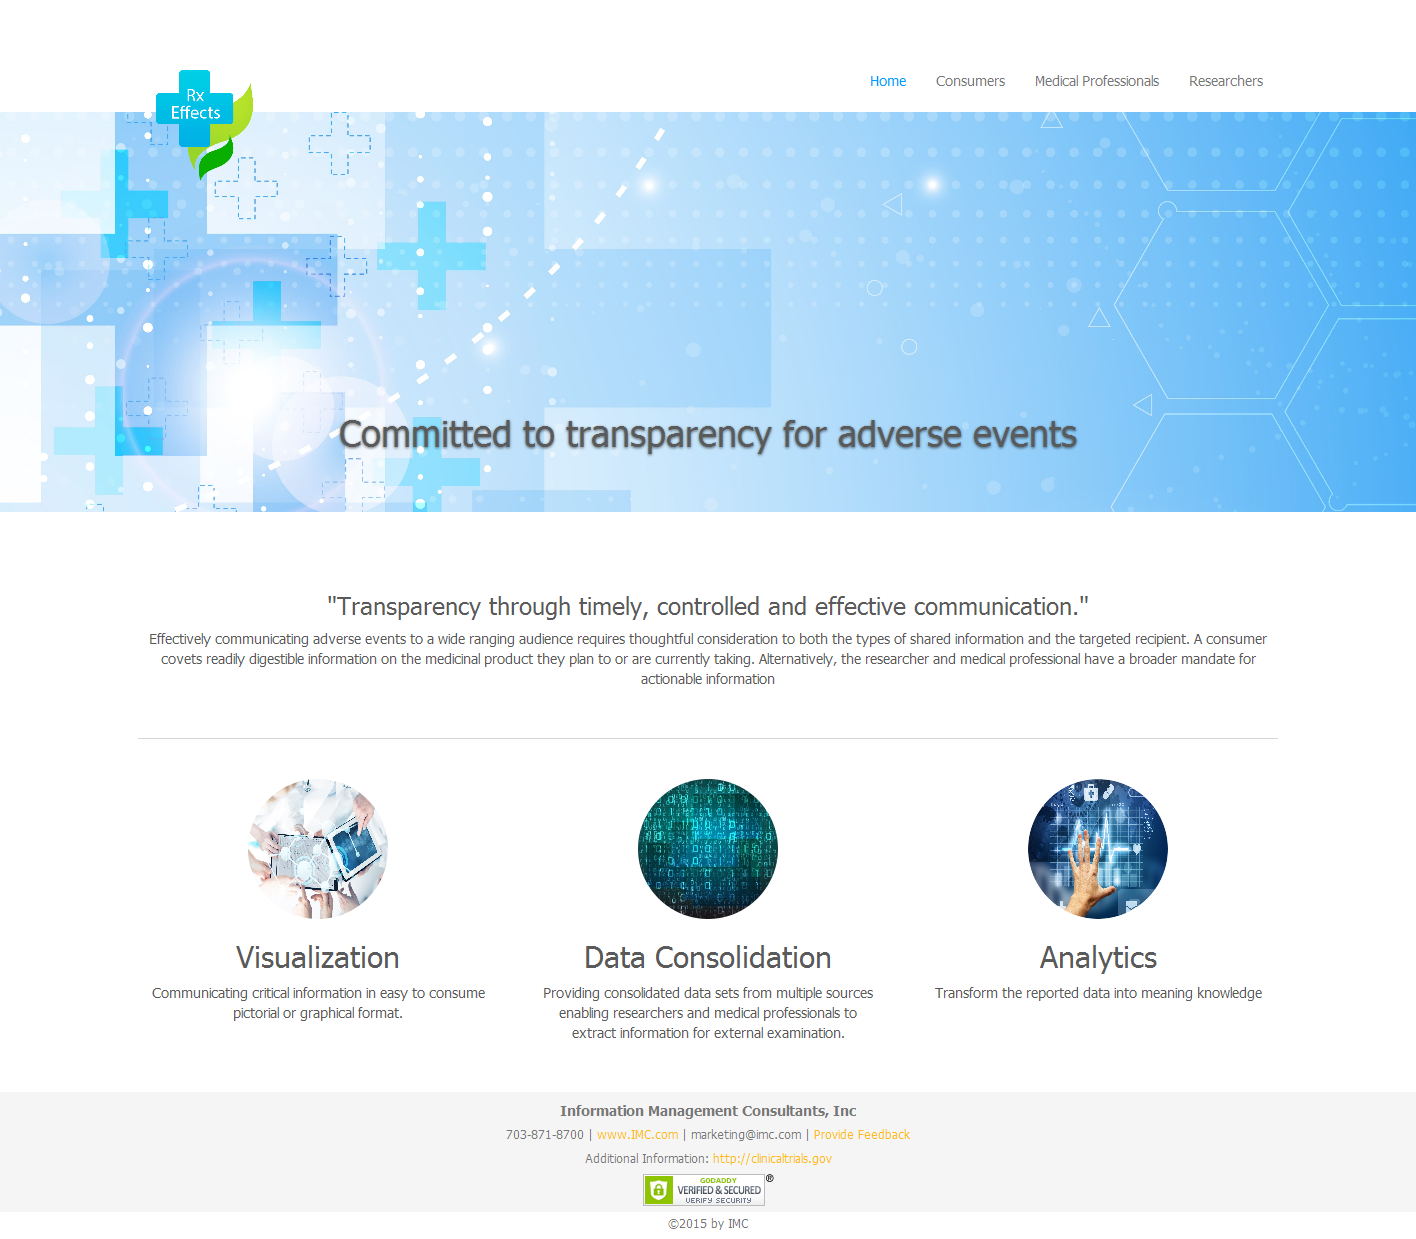 Rx
Effects
Home Consumers Medical Professionals Researchers
Committed to transparency for adverse events
"Transparency through timely, controlled and effective communication."
Effectively communicating adverse events to a wide ranging audience requires thoughtful consideration to both the types of shared information and the targeted recipient. A consumer
covets readily digestible information on the medicinal product they plan to or are currently taking. Alternatively, the researcher and medical professional have a broader mandate for
actionable information
Visualization
Communicating critical information in easy to consume
pictorial or graphical format.
Data Consolidation
Providing consolidated data sets from multiple sources
enabling researchers and medical professionals to
extract information for external examination.
Analytics
Transform the reported data into meaning knowledge
Information Management Consultants, Inc
703-871-8700 | www.IMC.com | marketing@imc.com | Provide Feedback
Additional Information: http://clinicaltrials.gov
GODADDY
VERIFIED & SECURED ®
VERIFY SECURITY
©2015 by IMC